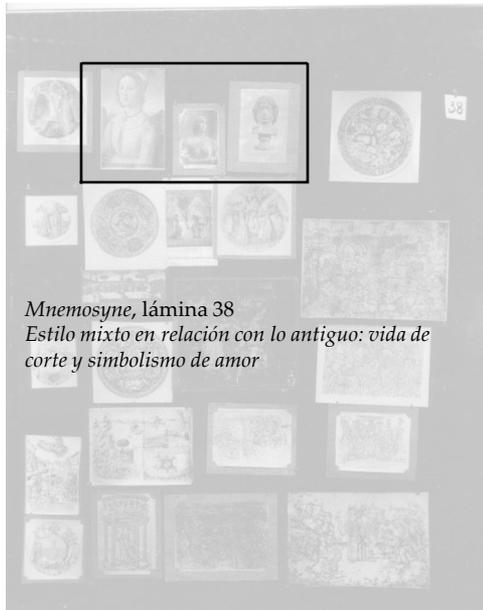 38
Mnemosyne, lámina 38
Estilo mixto en relación con lo antiguo: vida de
corte y simbolismo de amor